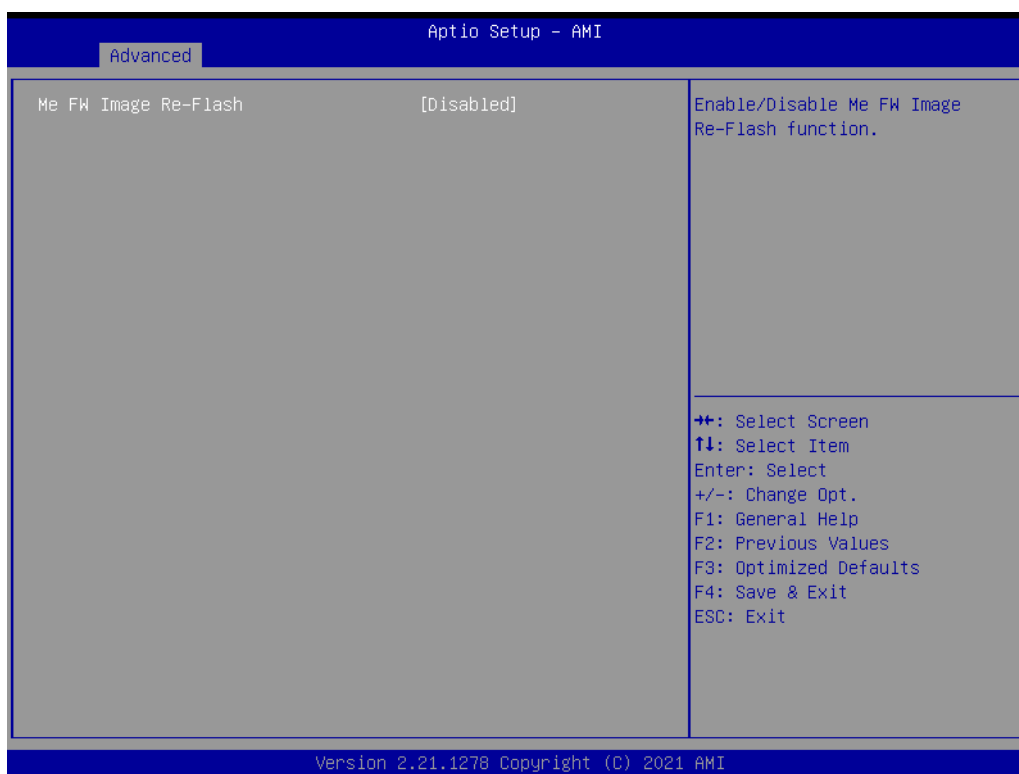 Aptio Setup – AMI
Advanced
Me FW Image Re-Flash [Disabled]
Enable/Disable Me FW Image
Re-Flash function.
→←: Select Screen
↑↓: Select Item
Enter: Select
+/-: Change Opt.
F1: General Help
F2: Previous Values
F3: Optimized Defaults
F4: Save & Exit
ESC: Exit
Version 2.21.1278 Copyright (C) 2021 AMI